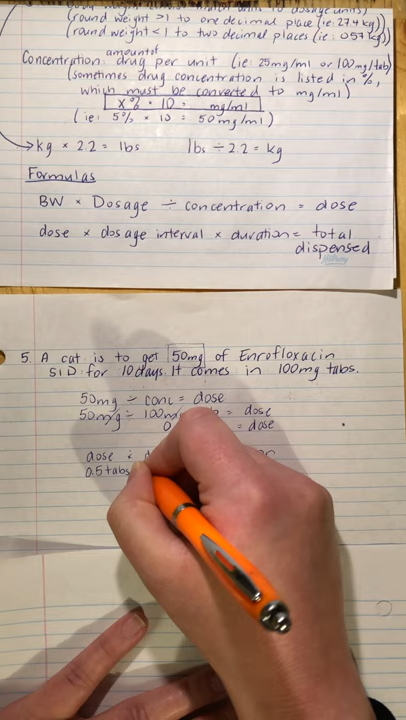 (round weight >1 to one decimal place (ie: 27.4 kg))
(round weight <1 to two decimal places (ie: 0.57 kg))
amount of
Concentration: drug per unit (ie: 25mg/ml or 100mg/tab)
(sometimes drug concentration is listed in %,
which must be converted to mg/ml)
X% × 10 = mg/ml
(ie: 5% × 10 = 50mg/ml)
kg × 2.2 = lbs lbs ÷ 2.2 = kg
Formulas
BW × Dosage ÷ concentration = dose
dose × dosage interval × duration = total
dispensed
5. A cat is to get 50mg of Enrofloxacin
SID for 10 days. It comes in 100mg tabs.
50mg ÷ conc = dose
50mg ÷ 100mg = dose
= dose
dose
0.5 tabs